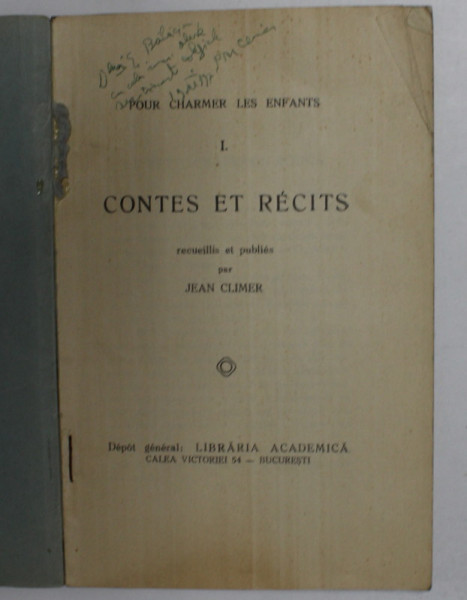 POUR CHARMER LES ENFANTS
I.
CONTES ET RÉCITS
recueillis et publiés
par
JEAN CLIMER
Dépôt général: LIBRĂRIA ACADEMICĂ
CALEA VICTORIEI 54 — BUCUREȘTI